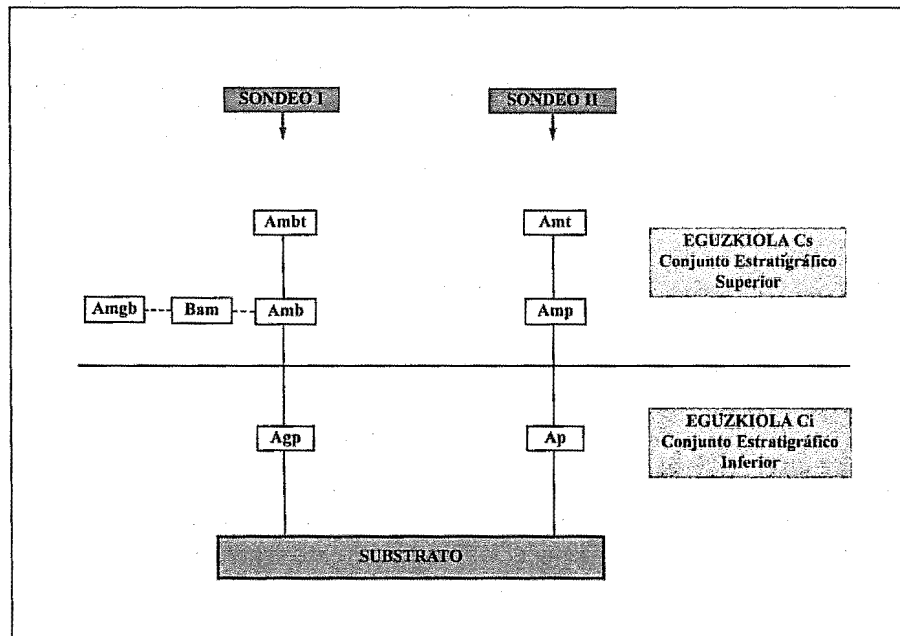 SONDEO I
SONDEO II
Ambt
Amt
EGUZKIOLA Cs
Conjunto Estratigráfico
Superior
Amgb
Bam
Amb
Amp
EGUZKIOLA Ci
Conjunto Estratigráfico
Inferior
Agp
Ap
SUBSTRATO